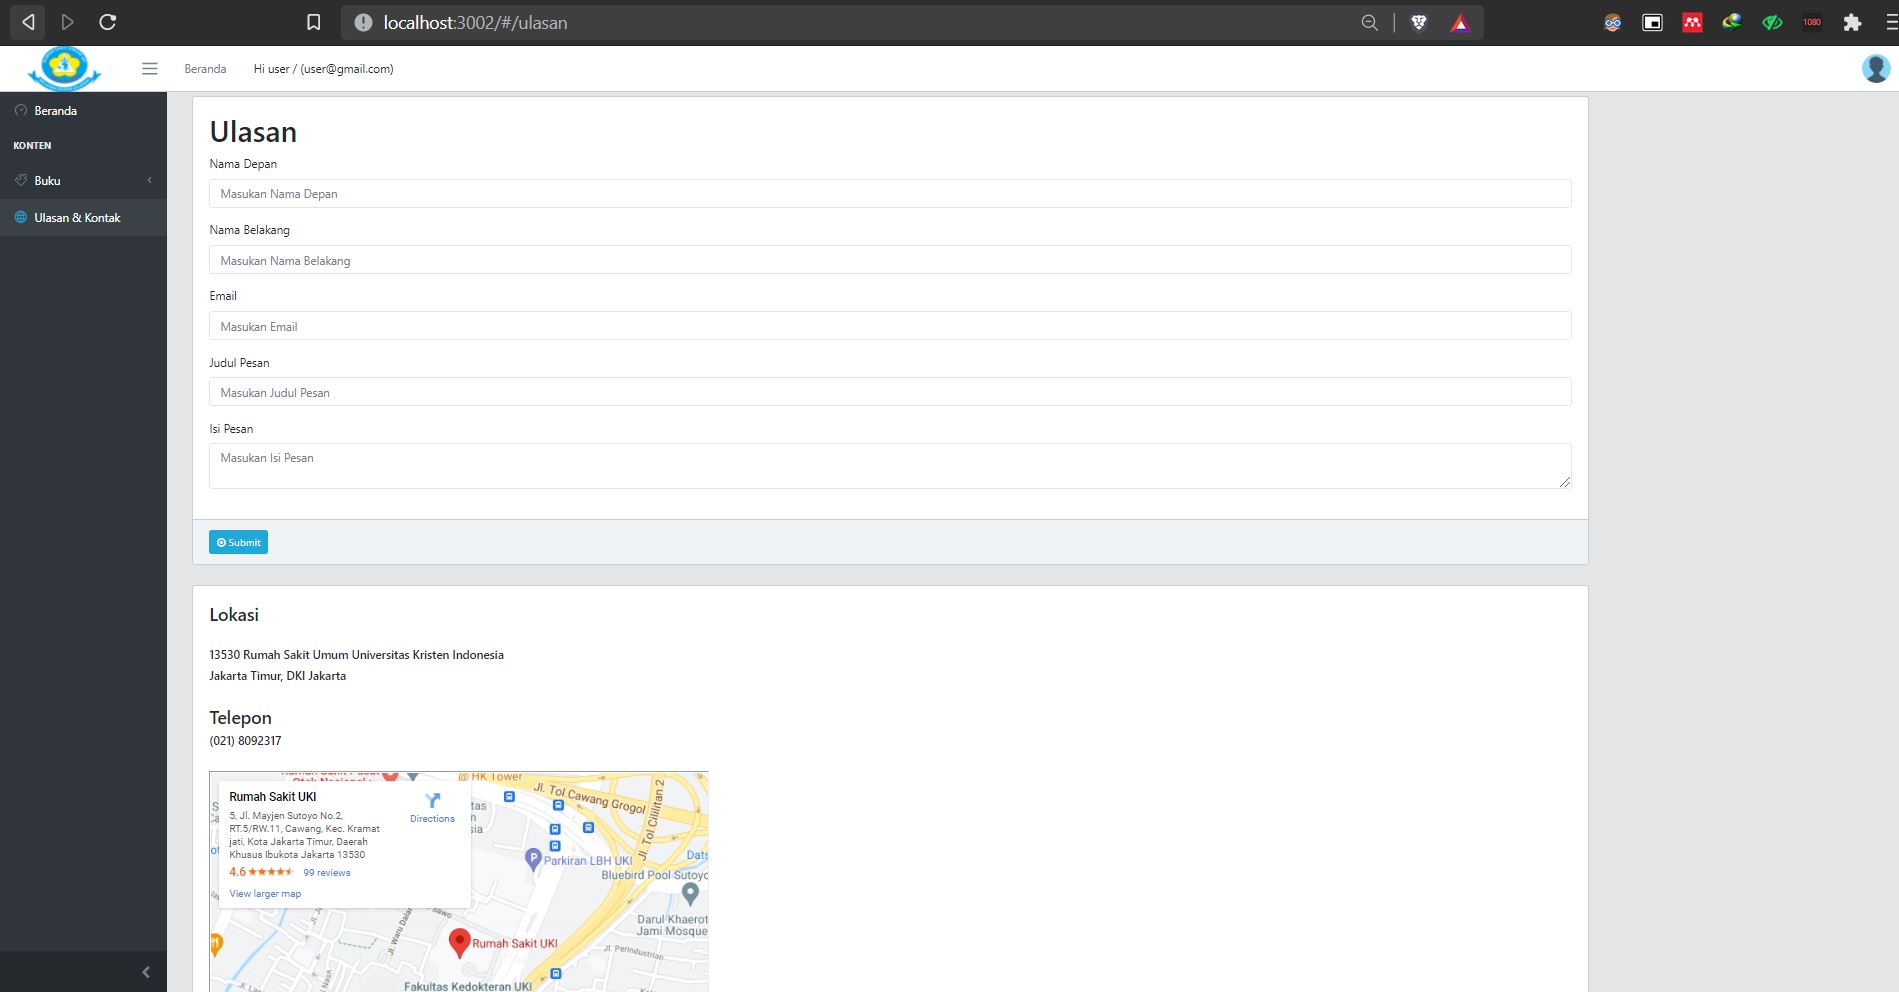 localhost:3002/#/ulasan
1080
Beranda
Hi user / (user@gmail.com)
Beranda
KONTEN
Buku
Ulasan & Kontak
Ulasan
Nama Depan
Masukan Nama Depan
Nama Belakang
Masukan Nama Belakang
Email
Masukan Email
Judul Pesan
Masukan Judul Pesan
Isi Pesan
Masukan Isi Pesan
Submit
Lokasi
13530 Rumah Sakit Umum Universitas Kristen Indonesia
Jakarta Timur, DKI Jakarta
Telepon
(021) 8092317
Rumah Sakit UKI
5, Jl. Mayjen Sutoyo No.2,
RT.5/RW.11, Cawang, Kec. Kramat
jati, Kota Jakarta Timur, Daerah
Khusus Ibukota Jakarta 13530
4.6
99 reviews
View larger map
Directions
HK Tower
Jl. Tol Cawang Grogol
Jl. Tol Cililitan 2
P
Parkiran LBH UKI
Bluebird Pool Sutoyo
Darul Khaerot
Jami Mosque
Jl. Perindustrian
Rumah Sakit UKI
Fakultas Kedokteran UKI